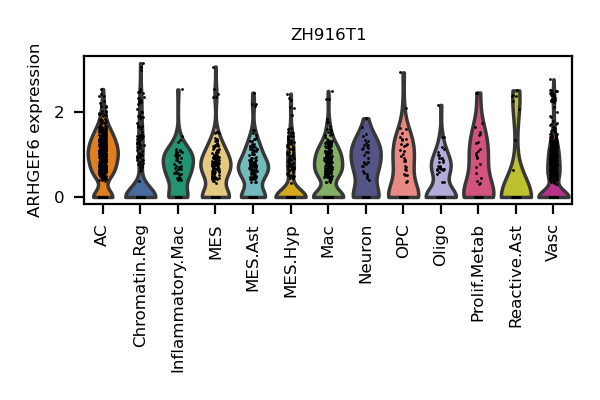 ZH916T1
ARHGEF6 expression
2
0
AC
Chromatin.Reg
Inflammatory.Mac
MES
MES.Ast
MES.Hyp
Mac
Neuron
OPC
Oligo
Prolif.Metab
Reactive.Ast
Vasc